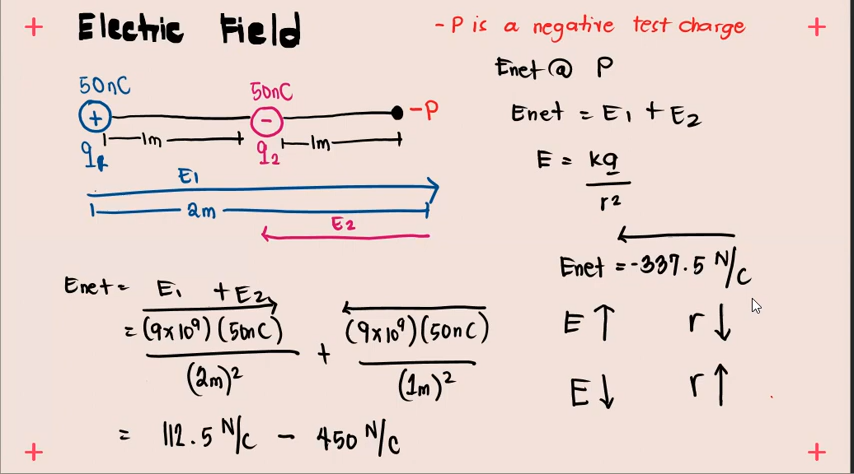 Electric Field
-P is a negative test charge
50nC
50nC
+
-
-P
1m
1m
q1
q2
E1
2m
E2
Enet = E1 + E2
= (9x10⁹)(50nC) + (9x10⁹)(50nC)
(2m)² (1m)²
= 112.5 N/C - 450 N/C
Enet @ P
Enet = E1 + E2
E = kq
r²
Enet = -337.5 N/C
E ↑ r ↓
E ↓ r ↑